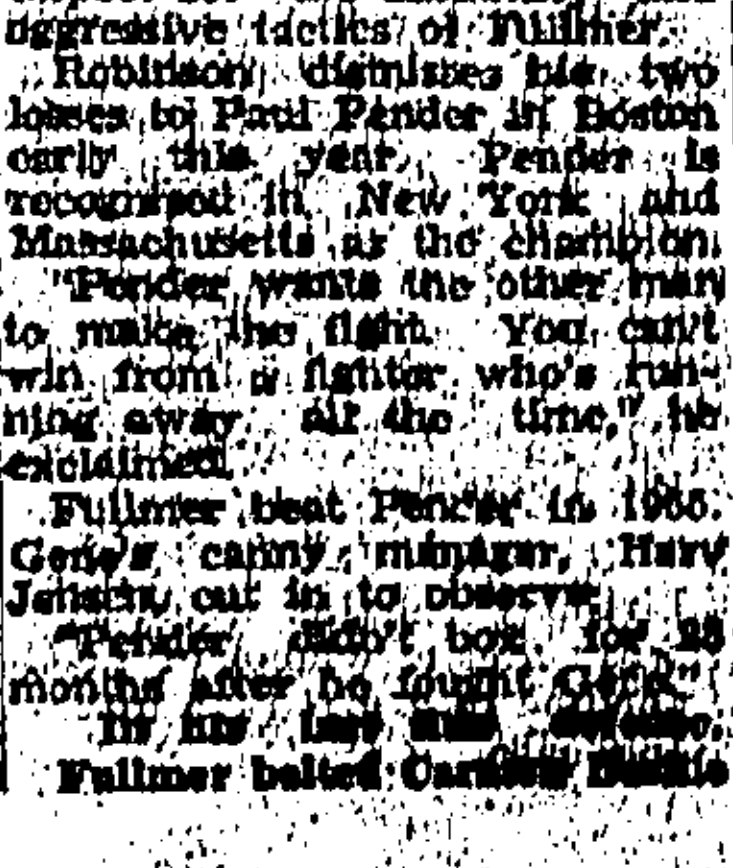 aggressive tactics of Fullmer.
Robinson dismisses his two
losses to Paul Pender in Boston
early this year. Pender is
recognized in New York and
Massachusetts as the champion.
"Pender wants the other man
to make the fight. You can't
win from a fighter who's run-
ning away all the time," he
exclaimed.
Fullmer beat Pender in
Gene's canny manager, Marv
Jensen, cut in to observe:
"Pender didn't box for
months after he fought Gene."
In his last
Fullmer belted Carmen Basilio